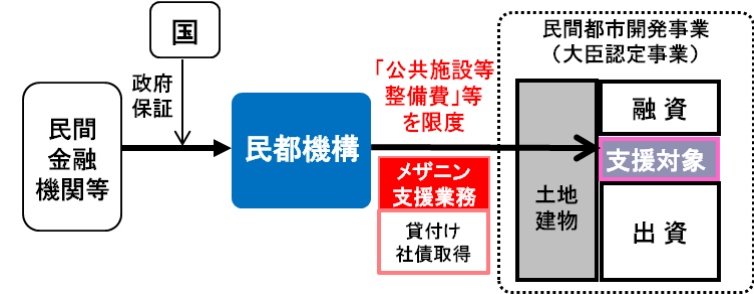 国
政府
保証
民間
金融
機関等
民都機構
「公共施設等
整備費」等
を限度
メザニン
支援業務
貸付け
社債取得
民間都市開発事業
（大臣認定事業）
土地
建物
融 資
支援対象
出 資